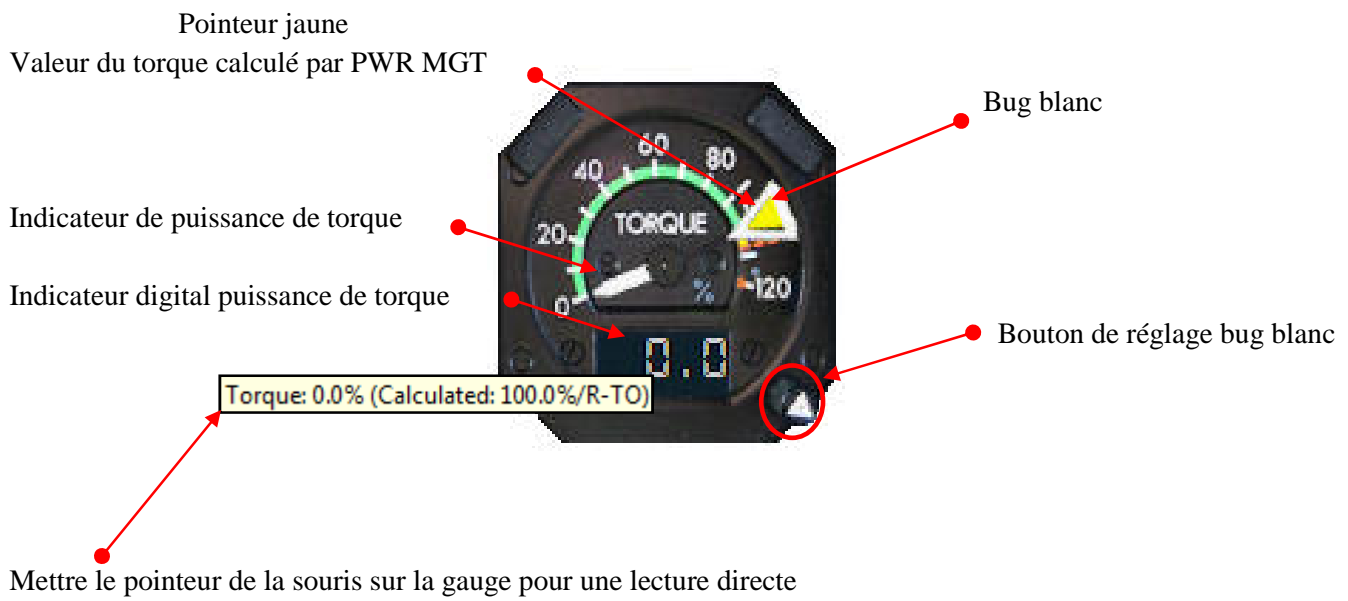 Pointeur jaune
Valeur du torque calculé par PWR MGT
Bug blanc
60
40
80
Indicateur de puissance de torque
20
TORQUE
Indicateur digital puissance de torque
0
%
120
Bouton de réglage bug blanc
0.0
Torque: 0.0% (Calculated: 100.0%/R-TO)
Mettre le pointeur de la souris sur la gauge pour une lecture directe